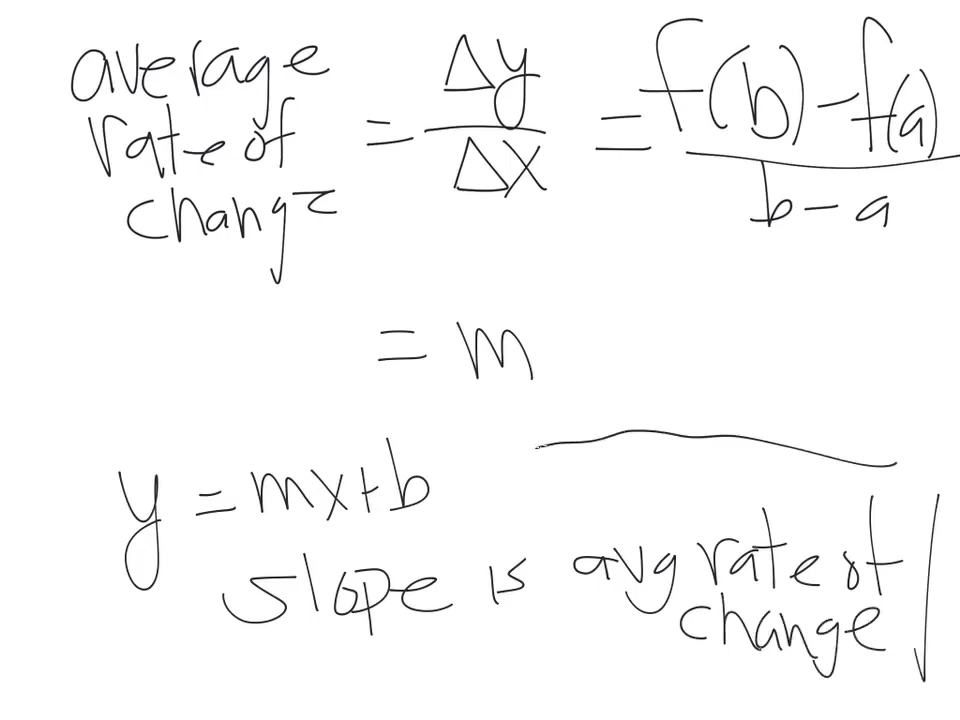 average rate of change = Δy/Δx = f(b) - f(a)/b - a
= m
y = mx+b
slope is avg rate of change